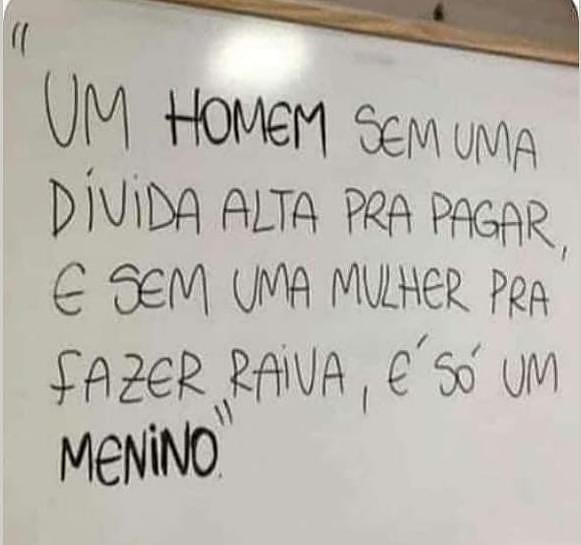 "UM HOMEM SEM UMA
DÍVIDA ALTA PRA PAGAR,
E SEM UMA MULHER PRA
FAZER RAIVA, É SÓ UM
MENINO".